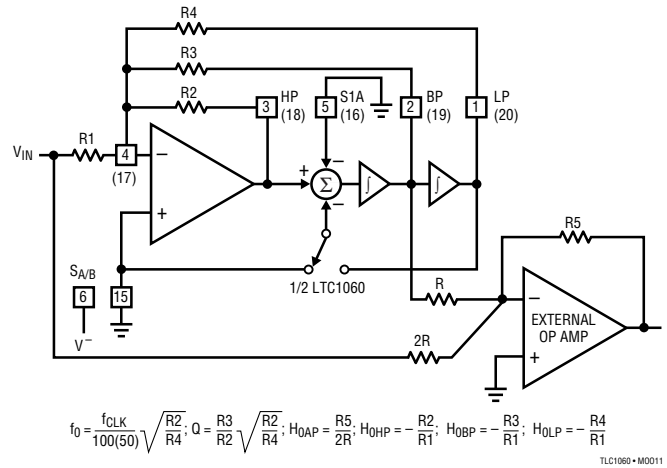 R4
R3
R2
HP
3
(18)
S1A
5
(16)
BP
2
(19)
LP
1
(20)
VIN
R1
4
(17)
−
+
+
Σ
−
−
∫
∫
SA/B
6
15
V−
1/2 LTC1060
R
2R
R5
−
EXTERNAL
OP AMP
+
f0 = fCLK/100(50) √(R2/R4); Q = R3/R2 √(R2/R4); H0AP = R5/2R; H0HP = − R2/R1; H0BP = − R3/R1; H0LP = − R4/R1
TLC1060 • M0011